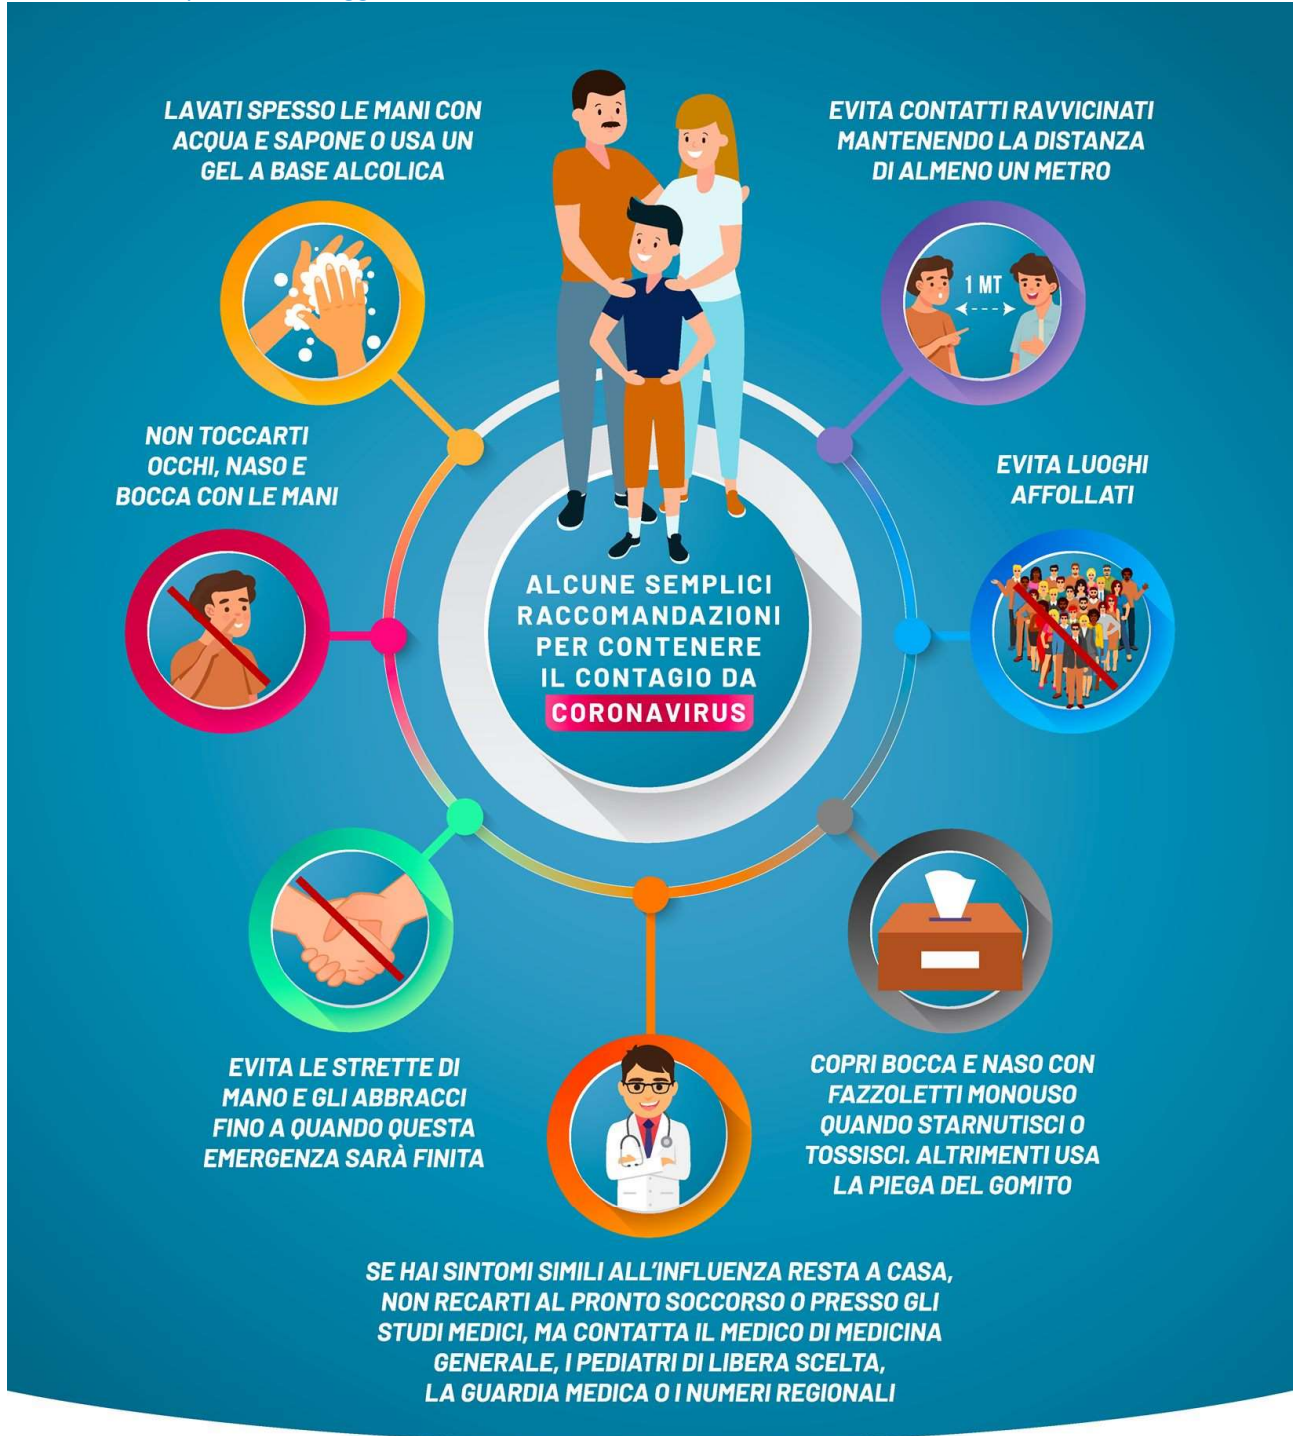 LAVATI SPESSO LE MANI CON
ACQUA E SAPONE O USA UN
GEL A BASE ALCOLICA
EVITA CONTATTI RAVVICINATI
MANTENENDO LA DISTANZA
DI ALMENO UN METRO
1 MT
NON TOCCARTI
OCCHI, NASO E
BOCCA CON LE MANI
EVITA LUOGHI
AFFOLLATI
ALCUNE SEMPLICI
RACCOMANDAZIONI
PER CONTENERE
IL CONTAGIO DA
CORONAVIRUS
EVITA LE STRETTE DI
MANO E GLI ABBRACCI
FINO A QUANDO QUESTA
EMERGENZA SARÀ FINITA
COPRI BOCCA E NASO CON
FAZZOLETTI MONOUSO
QUANDO STARNUTISCI O
TOSSISCI. ALTRIMENTI USA
LA PIEGA DEL GOMITO
SE HAI SINTOMI SIMILI ALL'INFLUENZA RESTA A CASA,
NON RECARTI AL PRONTO SOCCORSO O PRESSO GLI
STUDI MEDICI, MA CONTATTA IL MEDICO DI MEDICINA
GENERALE, I PEDIATRI DI LIBERA SCELTA,
LA GUARDIA MEDICA O I NUMERI REGIONALI